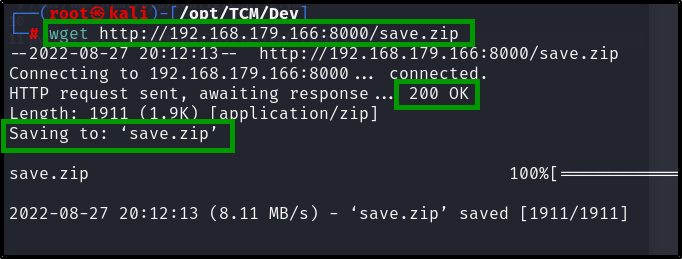 (root㉿kali)-[/opt/TCM/Dev]
# wget http://192.168.179.166:8000/save.zip
--2022-08-27 20:12:13--  http://192.168.179.166:8000/save.zip
Connecting to 192.168.179.166:8000... connected.
HTTP request sent, awaiting response... 200 OK
Length: 1911 (1.9K) [application/zip]
Saving to: ‘save.zip’
save.zip 100%[==================
2022-08-27 20:12:13 (8.11 MB/s) - ‘save.zip’ saved [1911/1911]